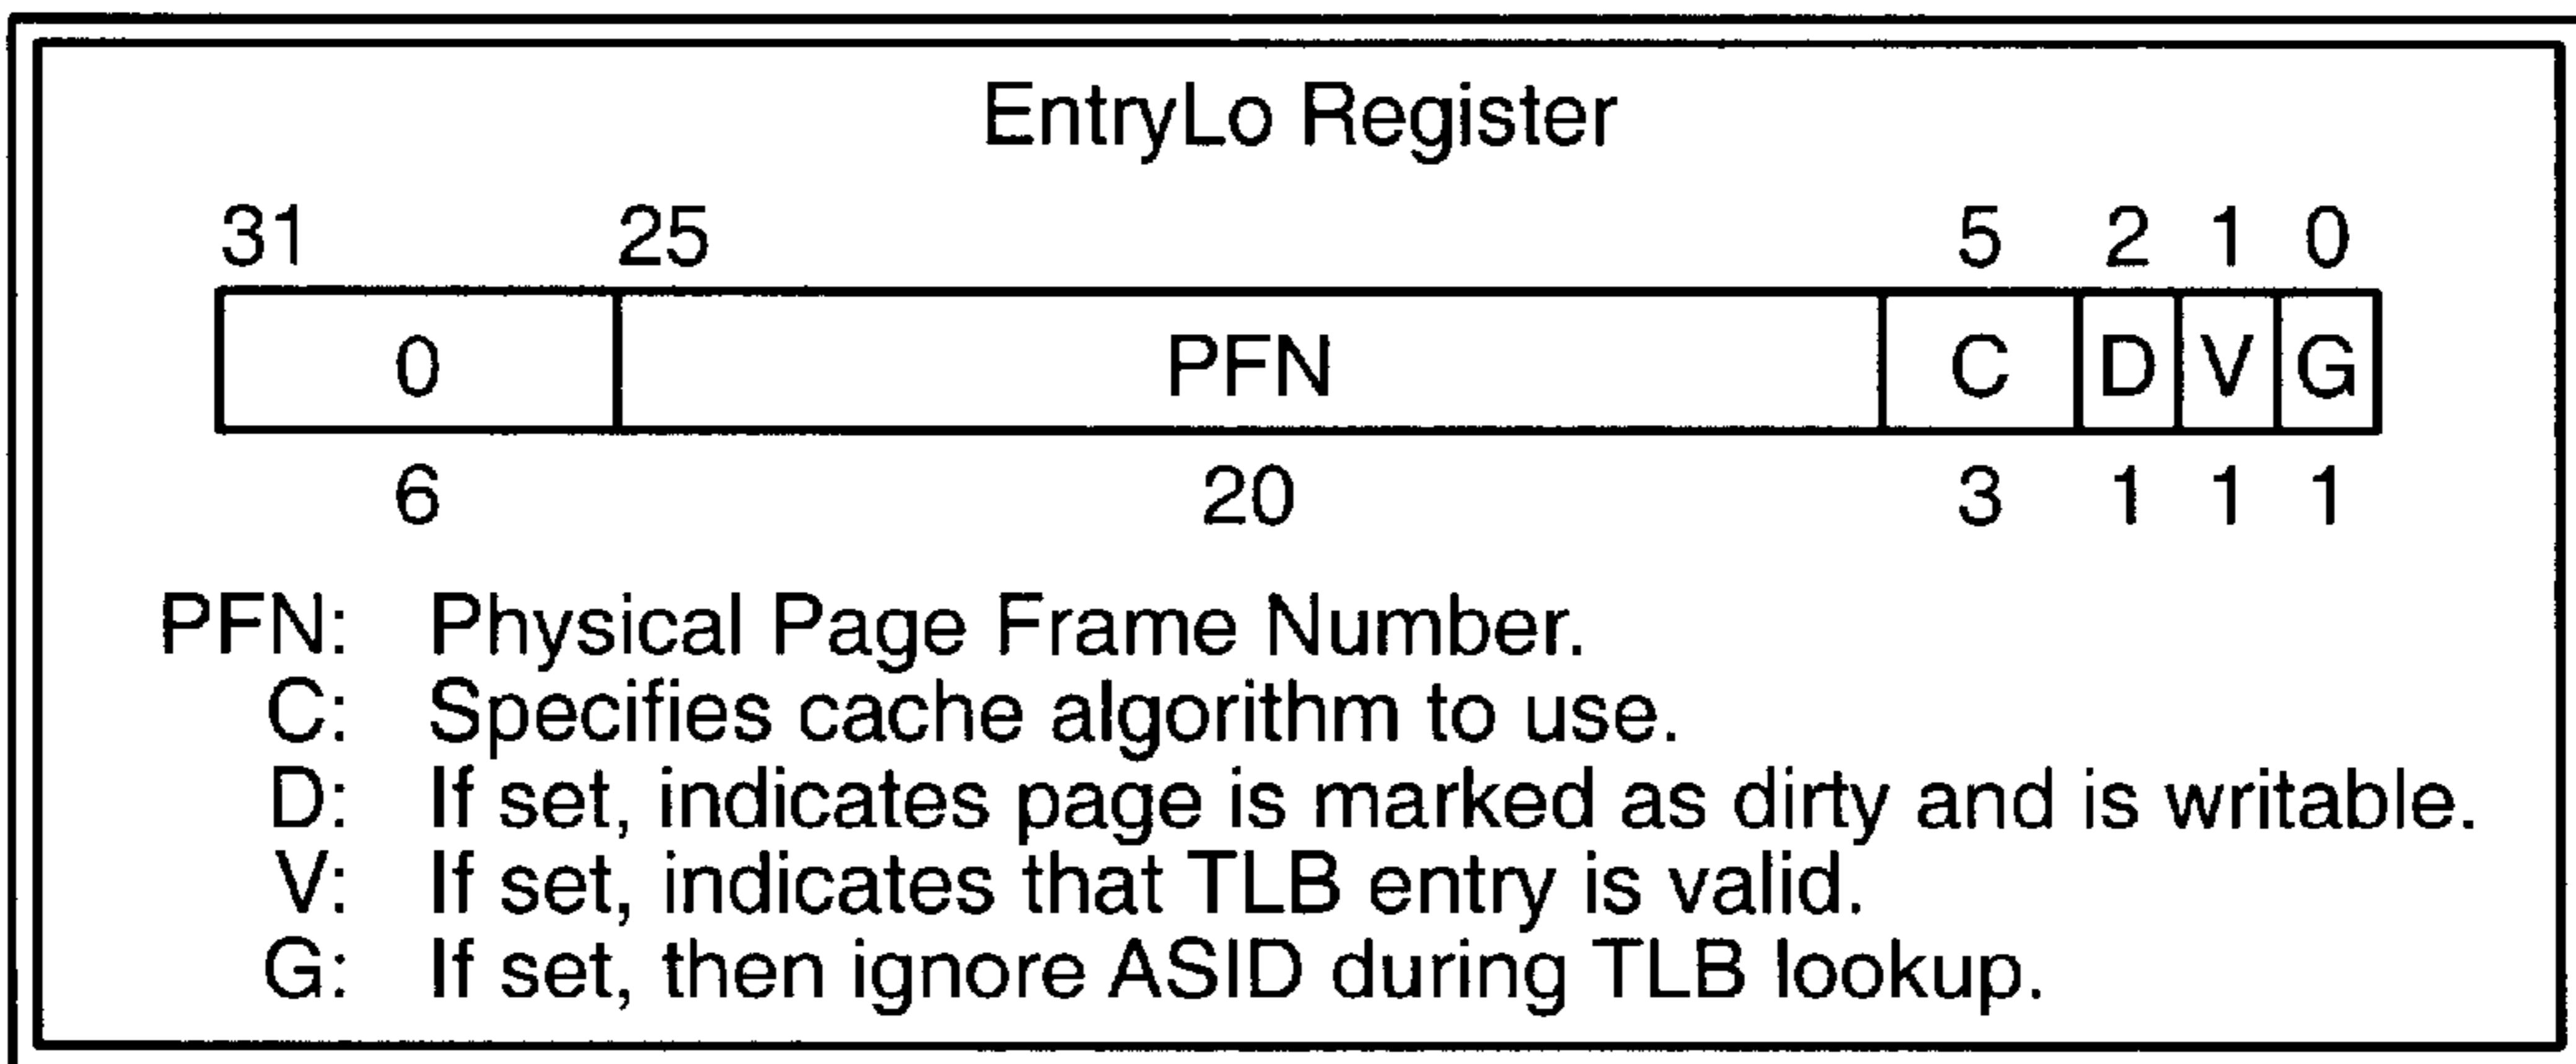 EntryLo Register
31 25 5 2 1 0
0 PFN C D V G
6 20 3 1 1 1
PFN: Physical Page Frame Number.
C: Specifies cache algorithm to use.
D: If set, indicates page is marked as dirty and is writable.
V: If set, indicates that TLB entry is valid.
G: If set, then ignore ASID during TLB lookup.